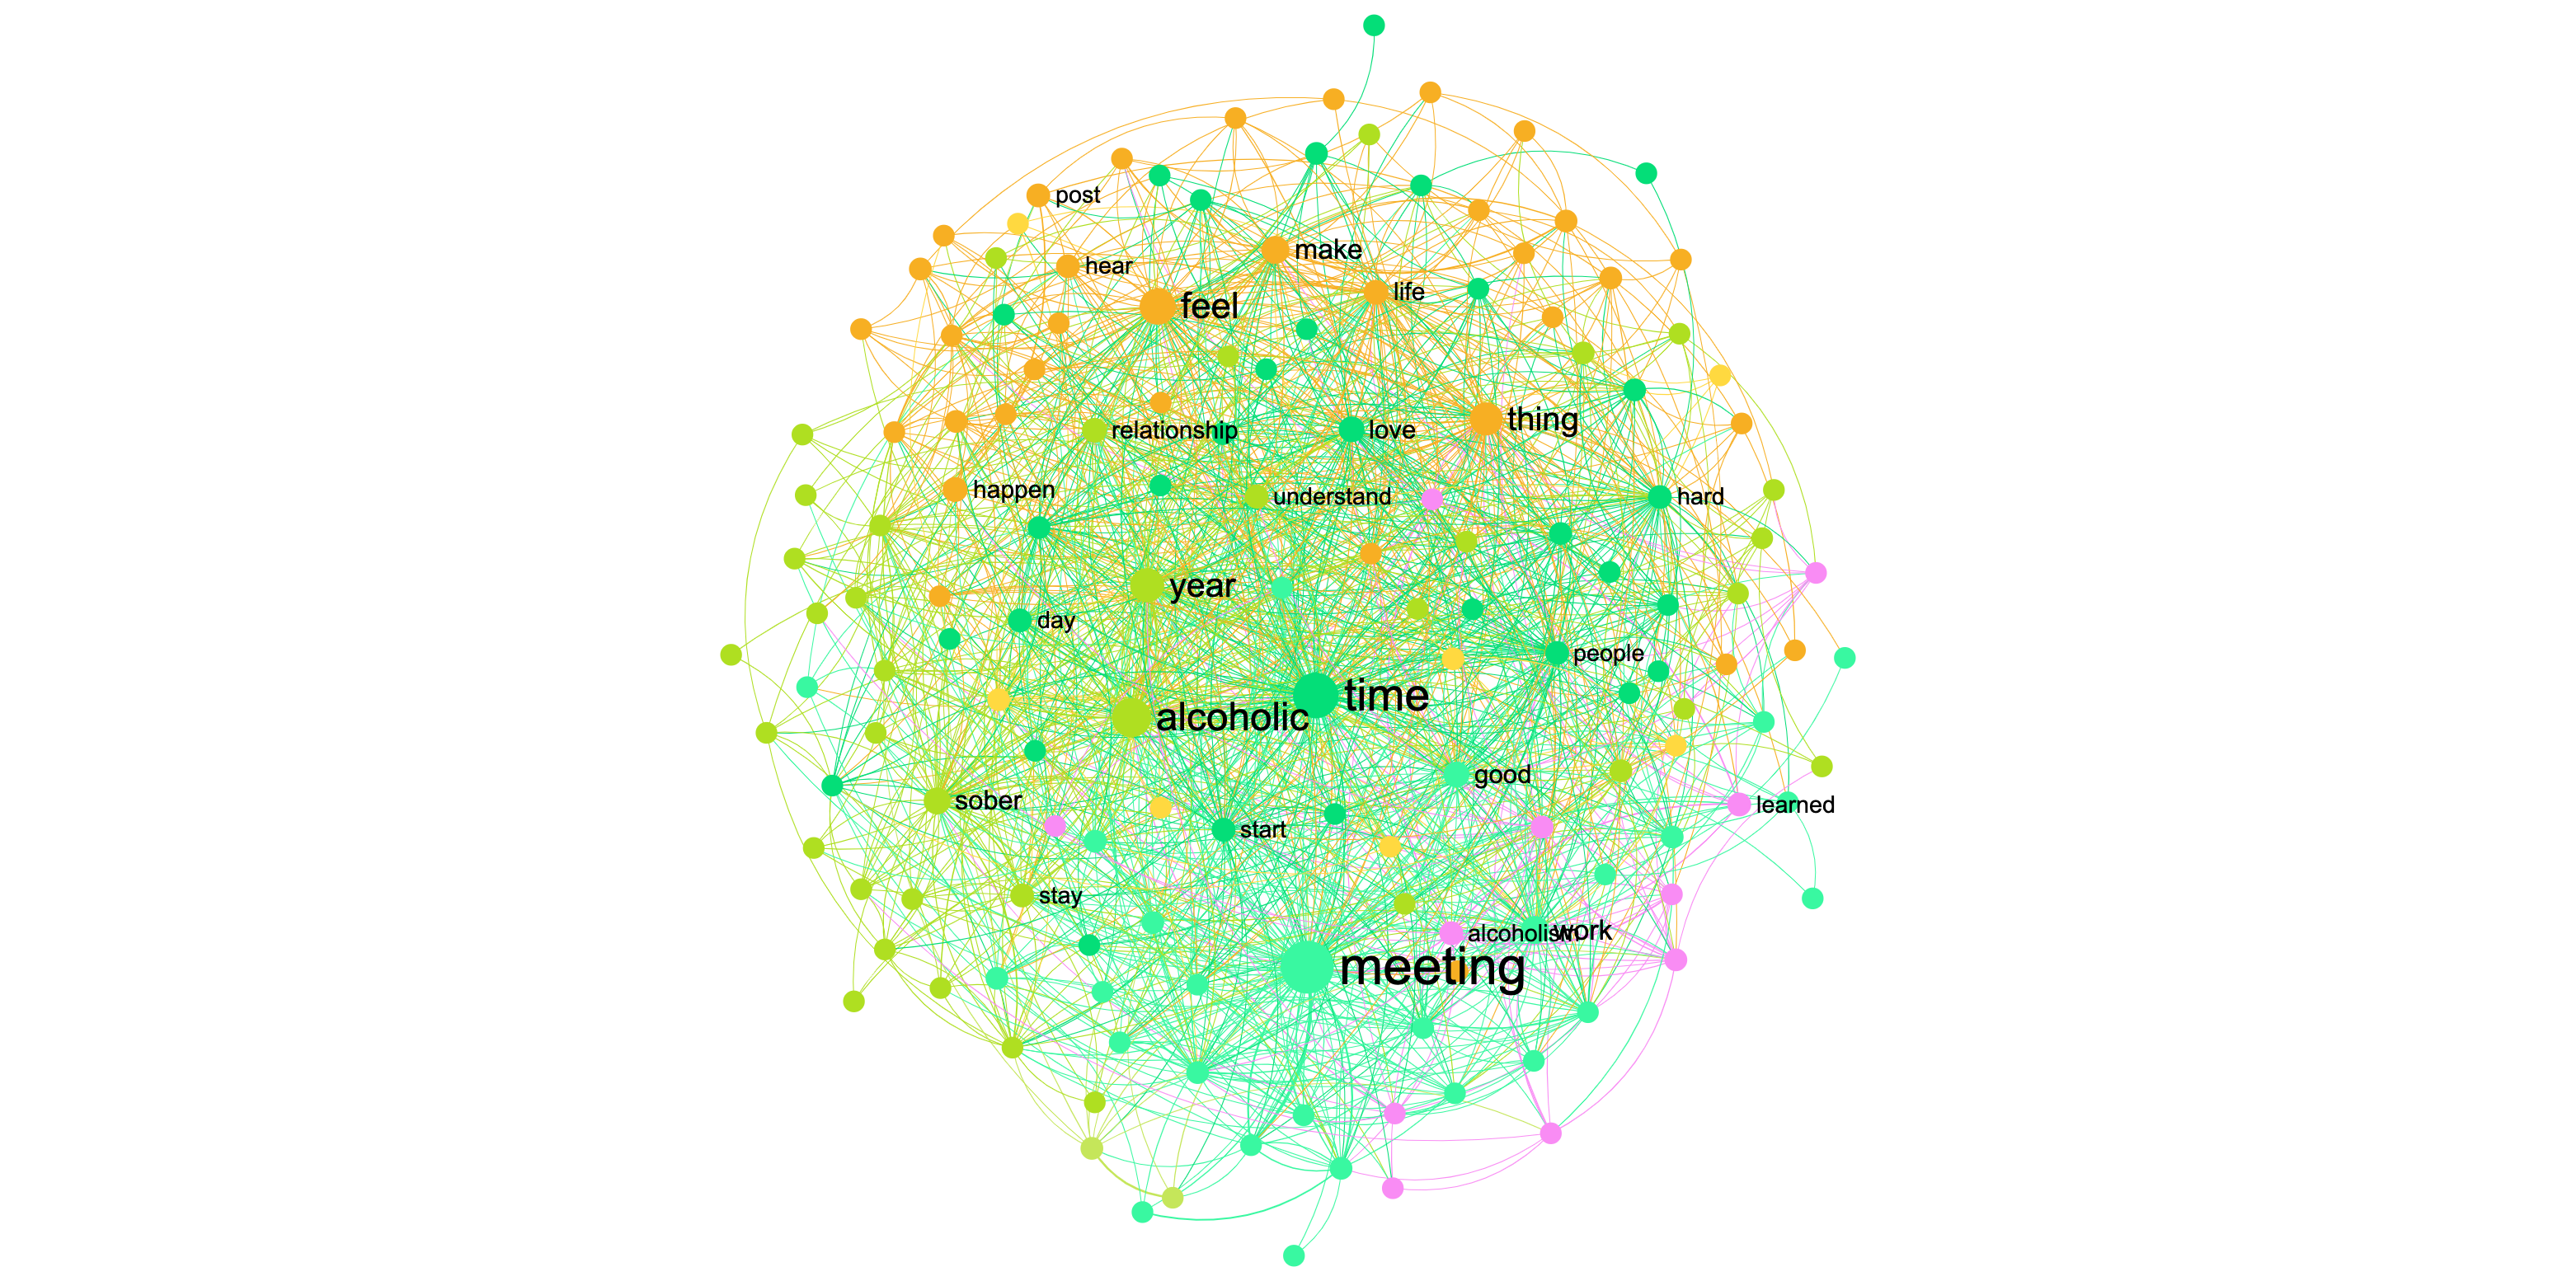 post
make
hear
life
feel
thing
relationship
love
happen
understand
hard
year
day
people
time
alcoholic
good
sober
learned
start
stay
alcoholism
work
meeting